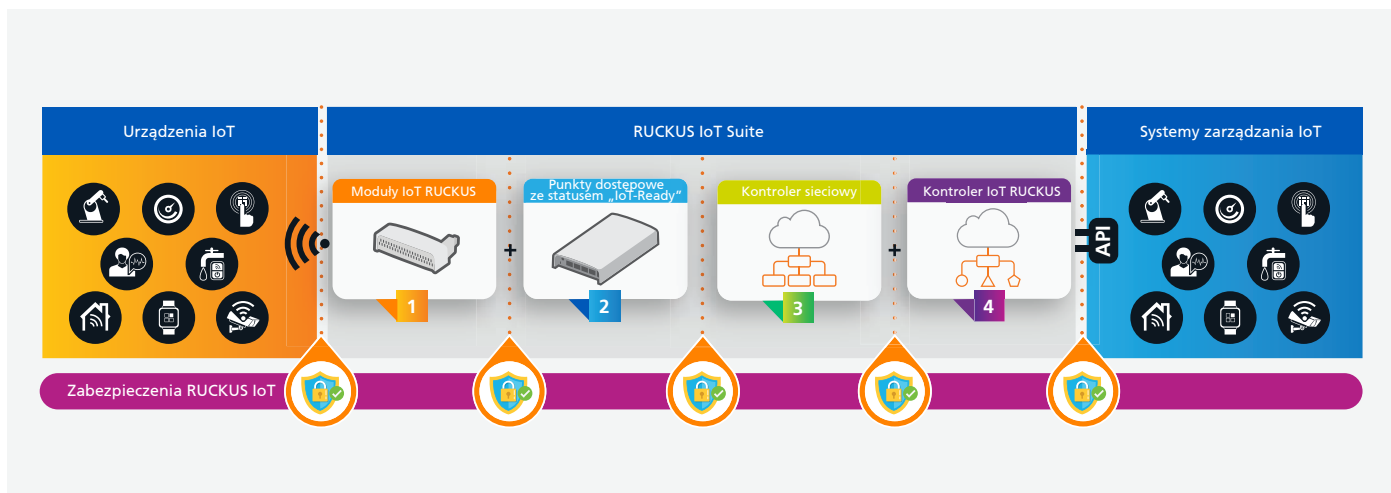 Urządzenia IoT
RUCKUS IoT Suite
Systemy zarządzania IoT
Moduły IoT RUCKUS
Punkty dostępowe
ze statusem „IoT-Ready”
Kontroler sieciowy
Kontroler IoT RUCKUS
+
+
API
1
2
3
4
Zabezpieczenia RUCKUS IoT